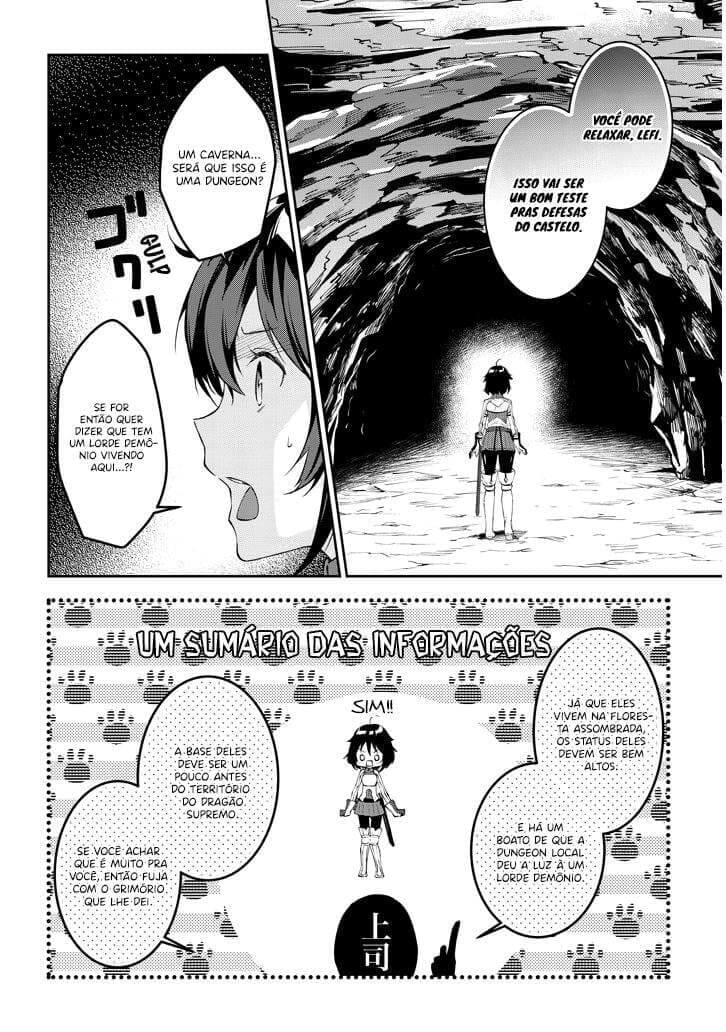 VOCÊ PODE
RELAXAR, LEFI.
ISSO VAI SER
UM BOM TESTE
PRAS DEFESAS
DO CASTELO.
UM CAVERNA...
SERÁ QUE ISSO É
UMA DUNGEON?
ゴクリ
GULP
SE FOR
ENTÃO QUER
DIZER QUE TEM
UM LORDE DEMÔ-
NIO VIVENDO
AQUI...?!
UM SUMÁRIO DAS INFORMAÇÕES
JÁ QUE ELES
VIVEM NA FLORES-
TA ASSOMBRADA,
OS STATUS DELES
DEVEM SER BEM
ALTOS.
E HÁ UM
BOATO DE QUE A
DUNGEON LOCAL
DEU A LUZ À UM
LORDE DEMÔNIO.
SIM!!
A BASE DELES
DEVE SER UM
POUCO ANTES
DO TERRITÓRIO
DO DRAGÃO
SUPREMO.
SE VOCÊ ACHAR
QUE É MUITO PRA
VOCÊ, ENTÃO FUJA
COM O GRIMÓRIO
QUE LHE DEI.
上司